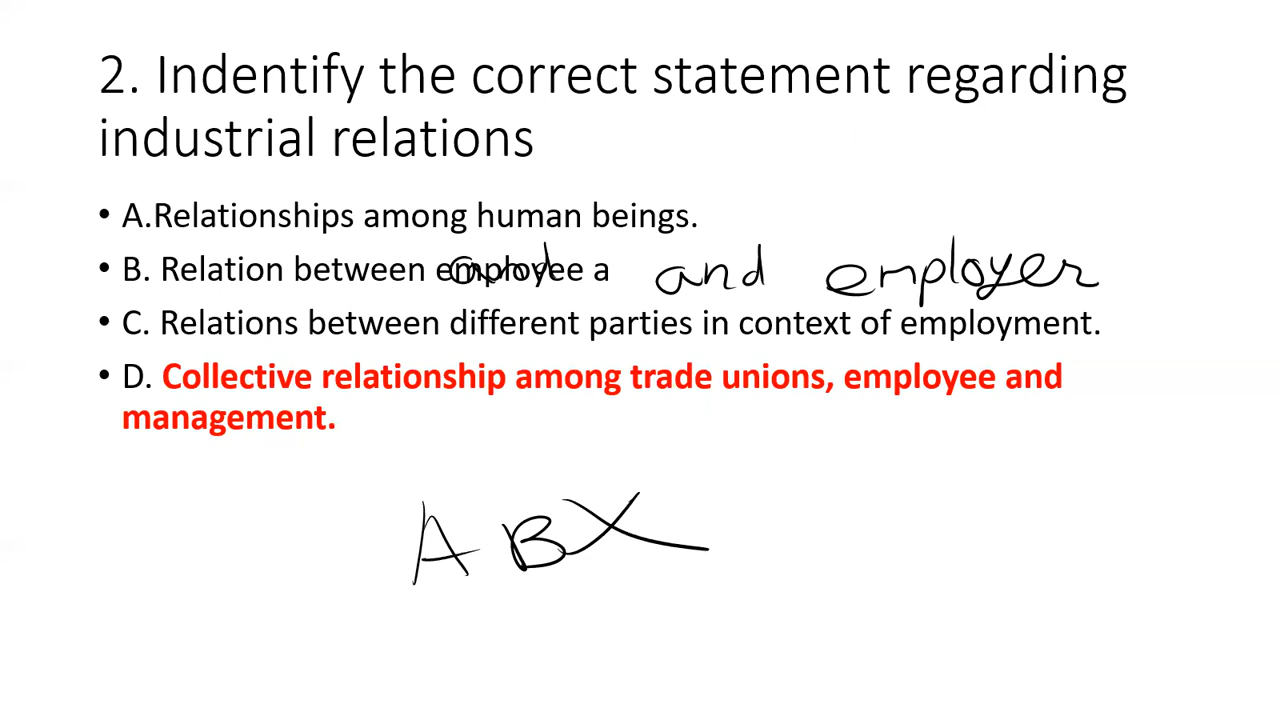 2. Indentify the correct statement regarding
industrial relations
• A.Relationships among human beings.
• B. Relation between employee a and and employer
• C. Relations between different parties in context of employment.
• D. Collective relationship among trade unions, employee and
management.
A B X